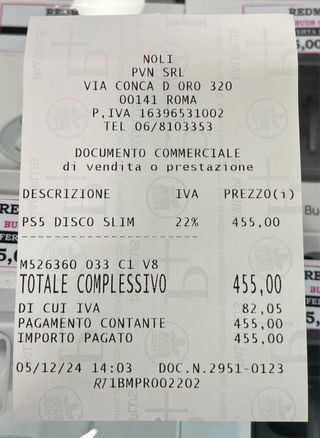 NOLI
PVN SRL
VIA CONCA D ORO 320
00141 ROMA
P.IVA 16396531002
TEL 06/8103353
DOCUMENTO COMMERCIALE
di vendita o prestazione
DESCRIZIONE IVA PREZZO(i)
PS5 DISCO SLIM 22% 455,00
M526360 033 C1 V8
TOTALE COMPLESSIVO 455,00
DI CUI IVA 82,05
PAGAMENTO CONTANTE 455,00
IMPORTO PAGATO 455,00
05/12/24 14:03 DOC.N.2951-0123
RT1BMPR002202